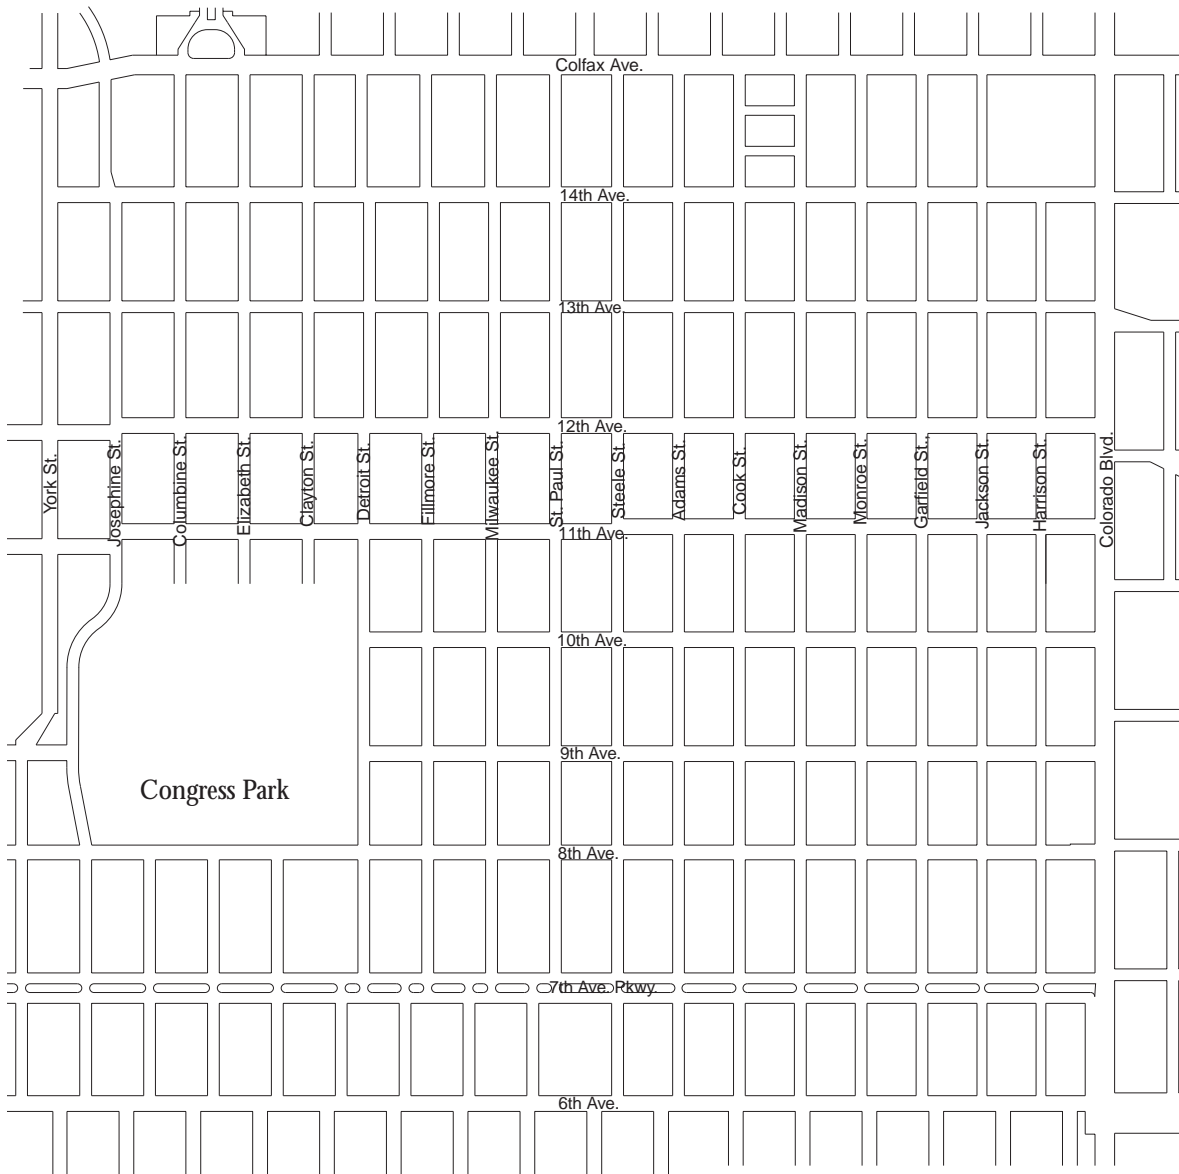 Colfax Ave.
14th Ave.
13th Ave.
12th Ave.
York St.
Josephine St.
Columbine St.
Elizabeth St.
Clayton St.
Detroit St.
Fillmore St.
Milwaukee St.
St. Paul St.
Steele St.
Adams St.
Cook St.
Madison St.
Monroe St.
Garfield St.,
Jackson St.
Harrison St.
Colorado Blvd.
11th Ave.
10th Ave.
9th Ave.
Congress Park
8th Ave.
7th Ave. Pkwy.
6th Ave.